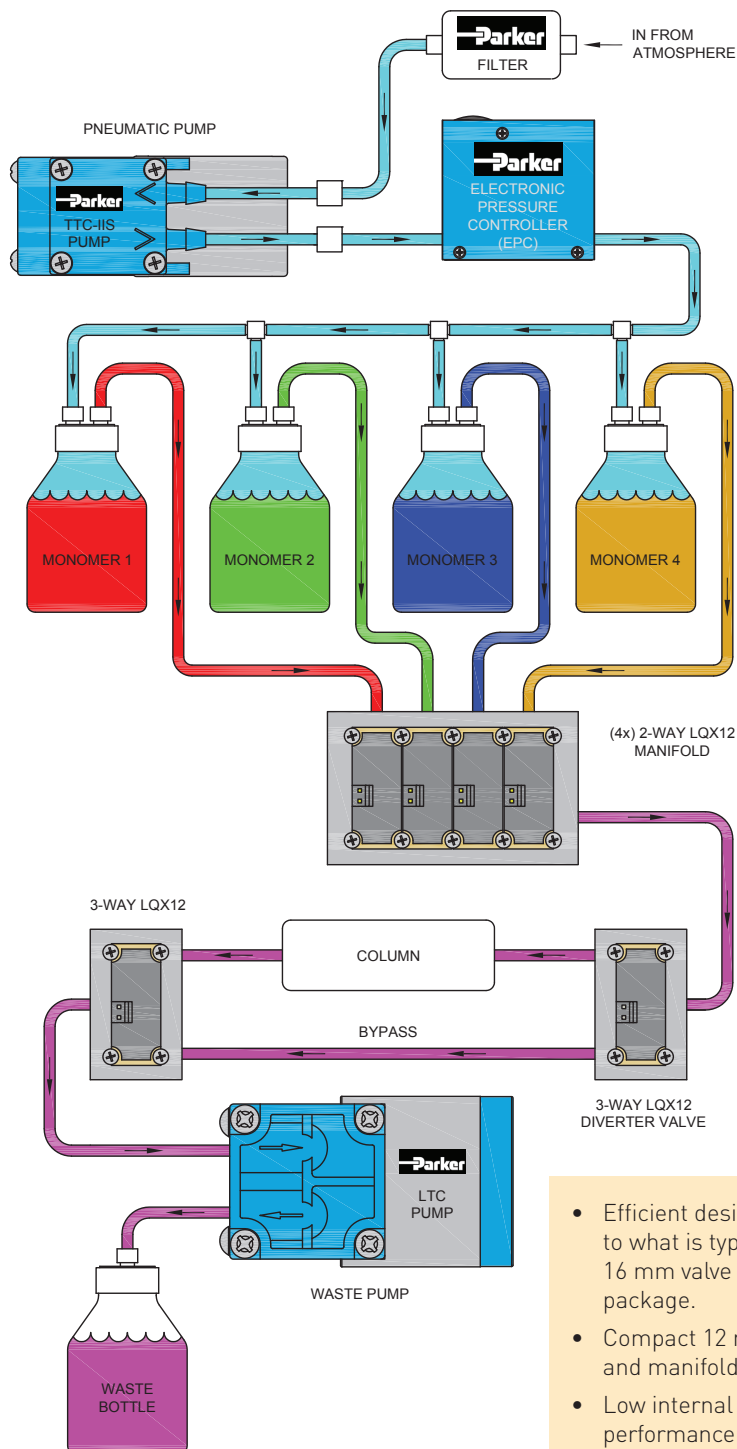 Parker
FILTER
IN FROM
ATMOSPHERE
PNEUMATIC PUMP
Parker
TTC-IIS
PUMP
Parker
ELECTRONIC
PRESSURE
CONTROLLER
(EPC)
MONOMER 1
MONOMER 2
MONOMER 3
MONOMER 4
(4x) 2-WAY LQX12
MANIFOLD
3-WAY LQX12
COLUMN
BYPASS
3-WAY LQX12
DIVERTER VALVE
Parker
LTC
PUMP
WASTE PUMP
WASTE
BOTTLE
• Efficient desi
to what is typ
16 mm valve
package.
• Compact 12 
and manifold
• Low internal
performance